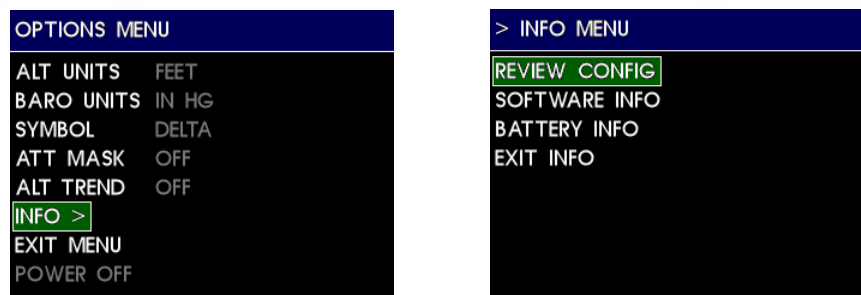 OPTIONS MENU
ALT UNITS FEET
BARO UNITS IN HG
SYMBOL DELTA
ATT MASK OFF
ALT TREND OFF
INFO >
EXIT MENU
POWER OFF
> INFO MENU
REVIEW CONFIG
SOFTWARE INFO
BATTERY INFO
EXIT INFO